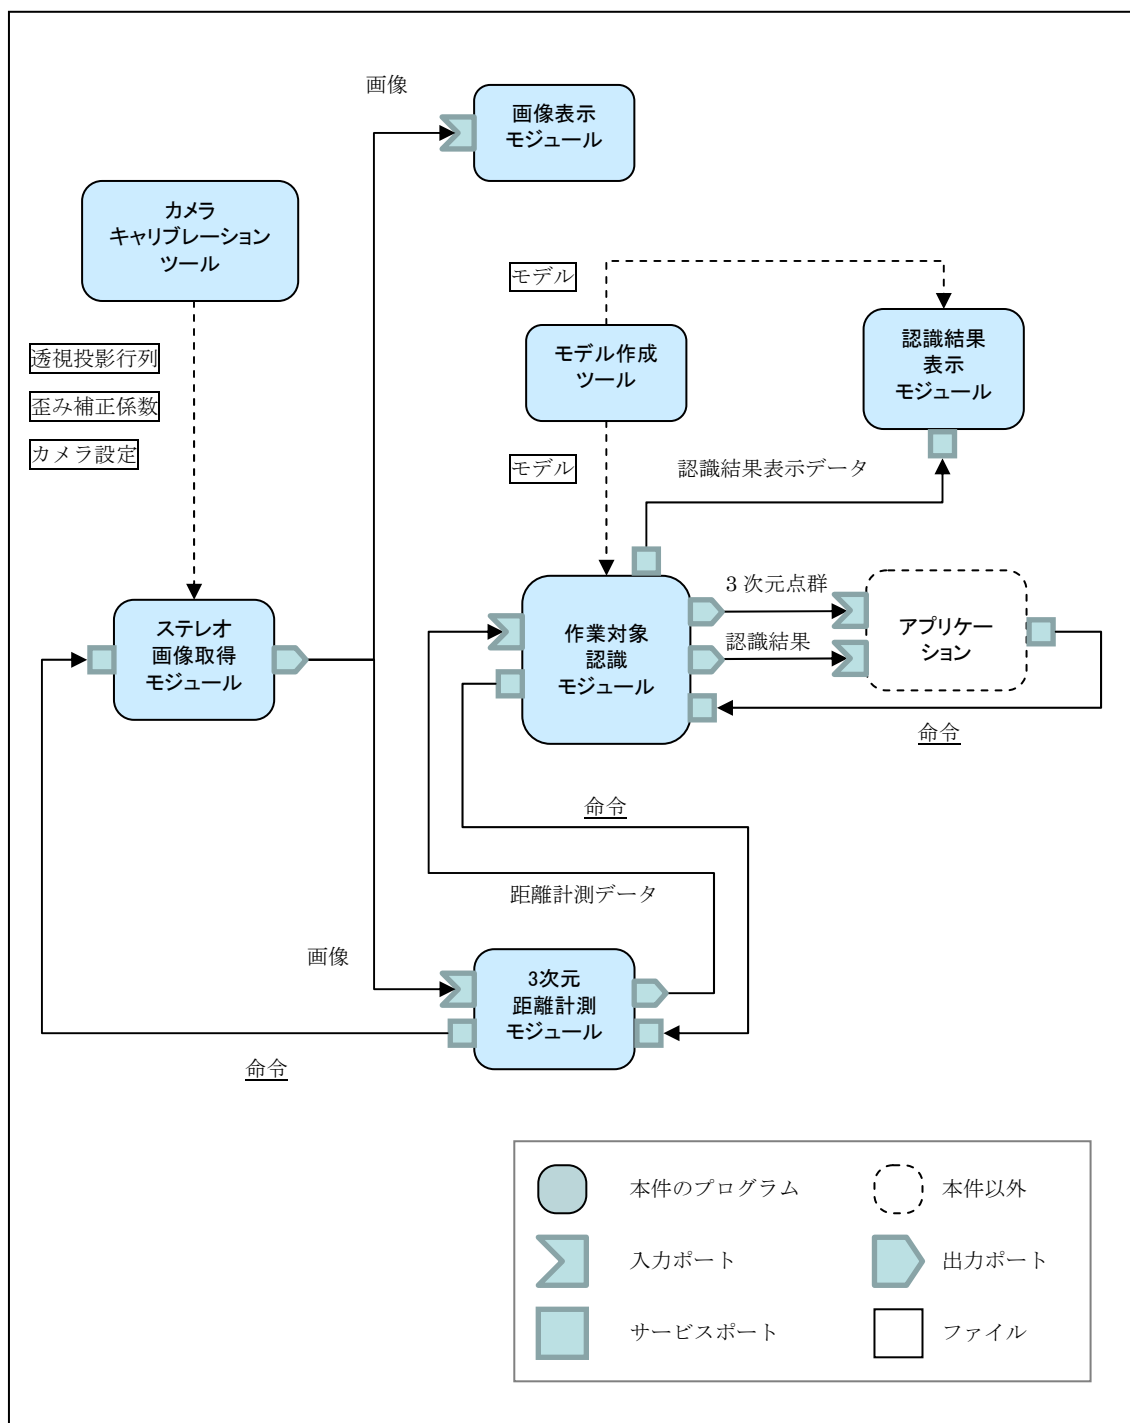 画像
画像表示
モジュール
カメラ
キャリブレーション
ツール
モデル
透視投影行列
歪み補正係数
カメラ設定
モデル作成
ツール
認識結果
表示
モジュール
モデル
認識結果表示データ
ステレオ
画像取得
モジュール
作業対象
認識
モジュール
3 次元点群
認識結果
アプリケー
ション
命令
命令
距離計測データ
画像
3次元
距離計測
モジュール
命令
本件のプログラム
本件以外
入力ポート
出力ポート
サービスポート
ファイル